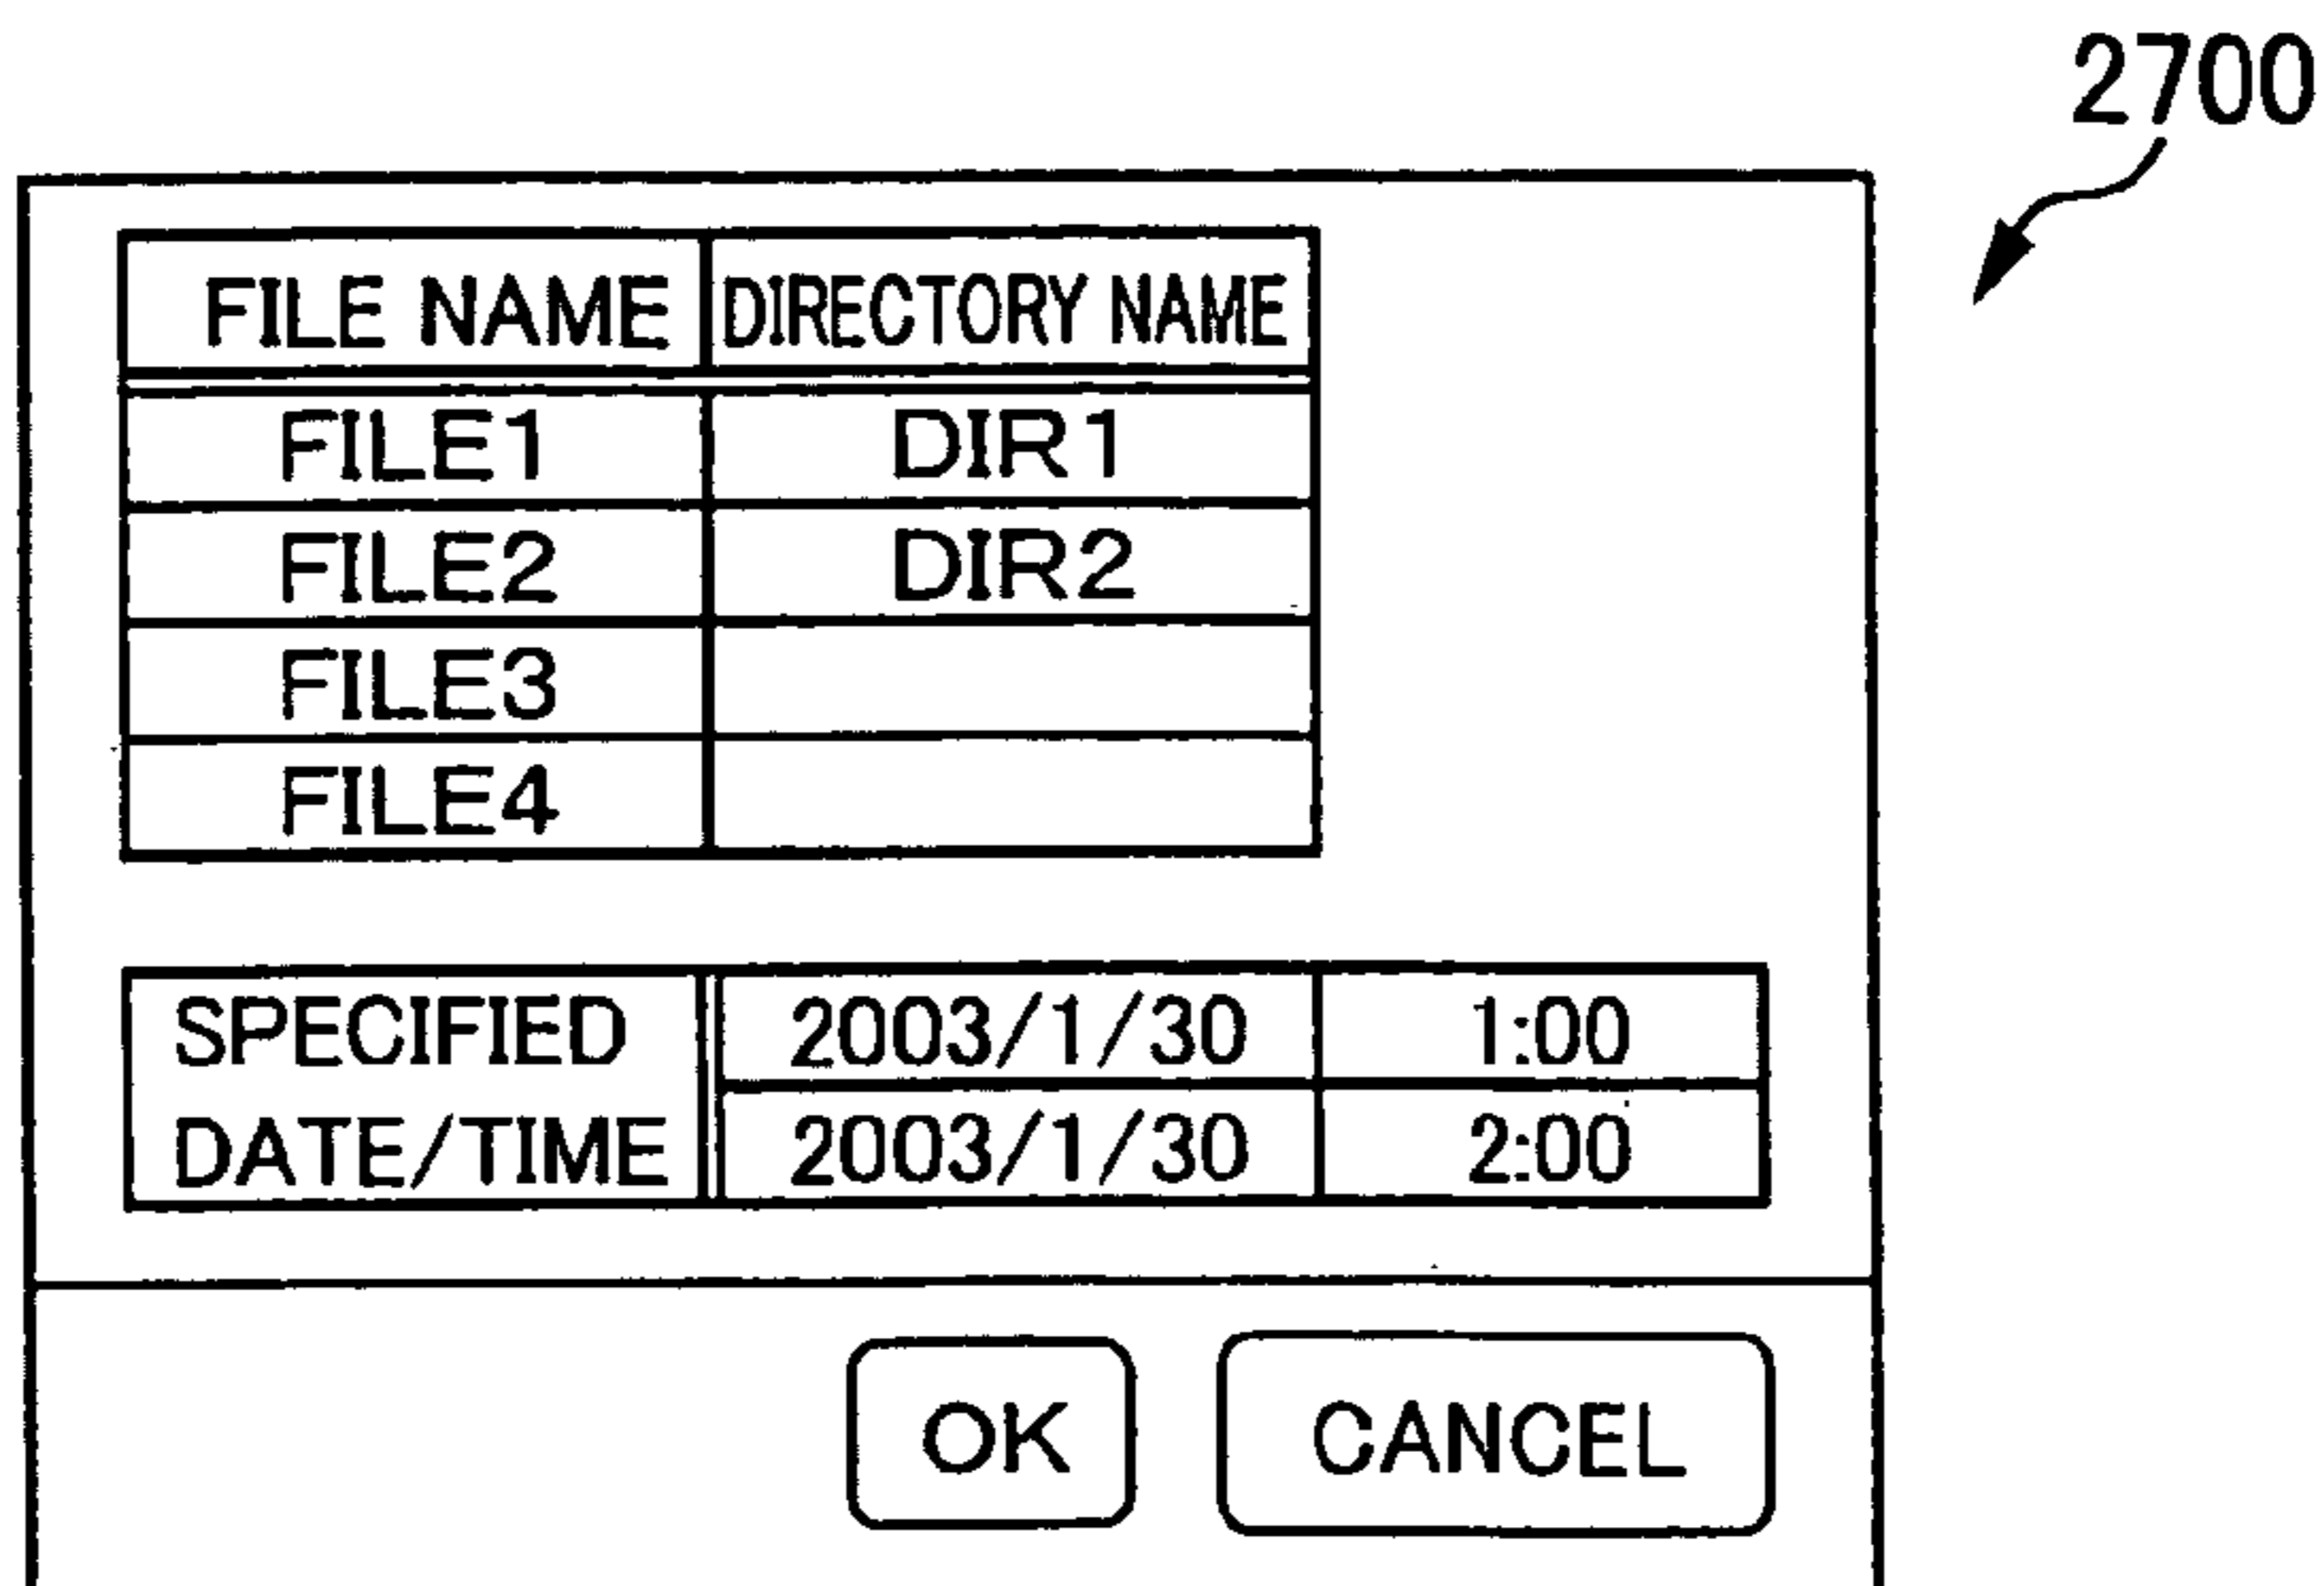 2700
FILE NAME DIRECTORY NAME
FILE1 DIR1
FILE2 DIR2
FILE3
FILE4
SPECIFIED 2003/1/30 1:00
DATE/TIME 2003/1/30 2:00
OK CANCEL